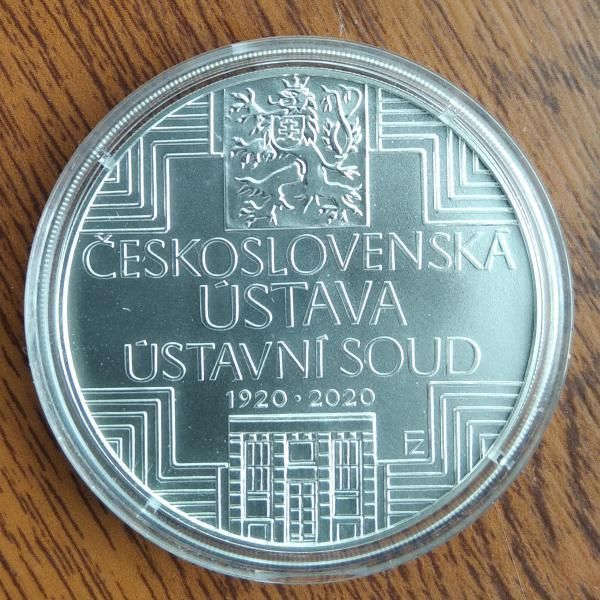 ČESKOSLOVENSKÁ
ÚSTAVA
ÚSTAVNÍ SOUD
1920 · 2020